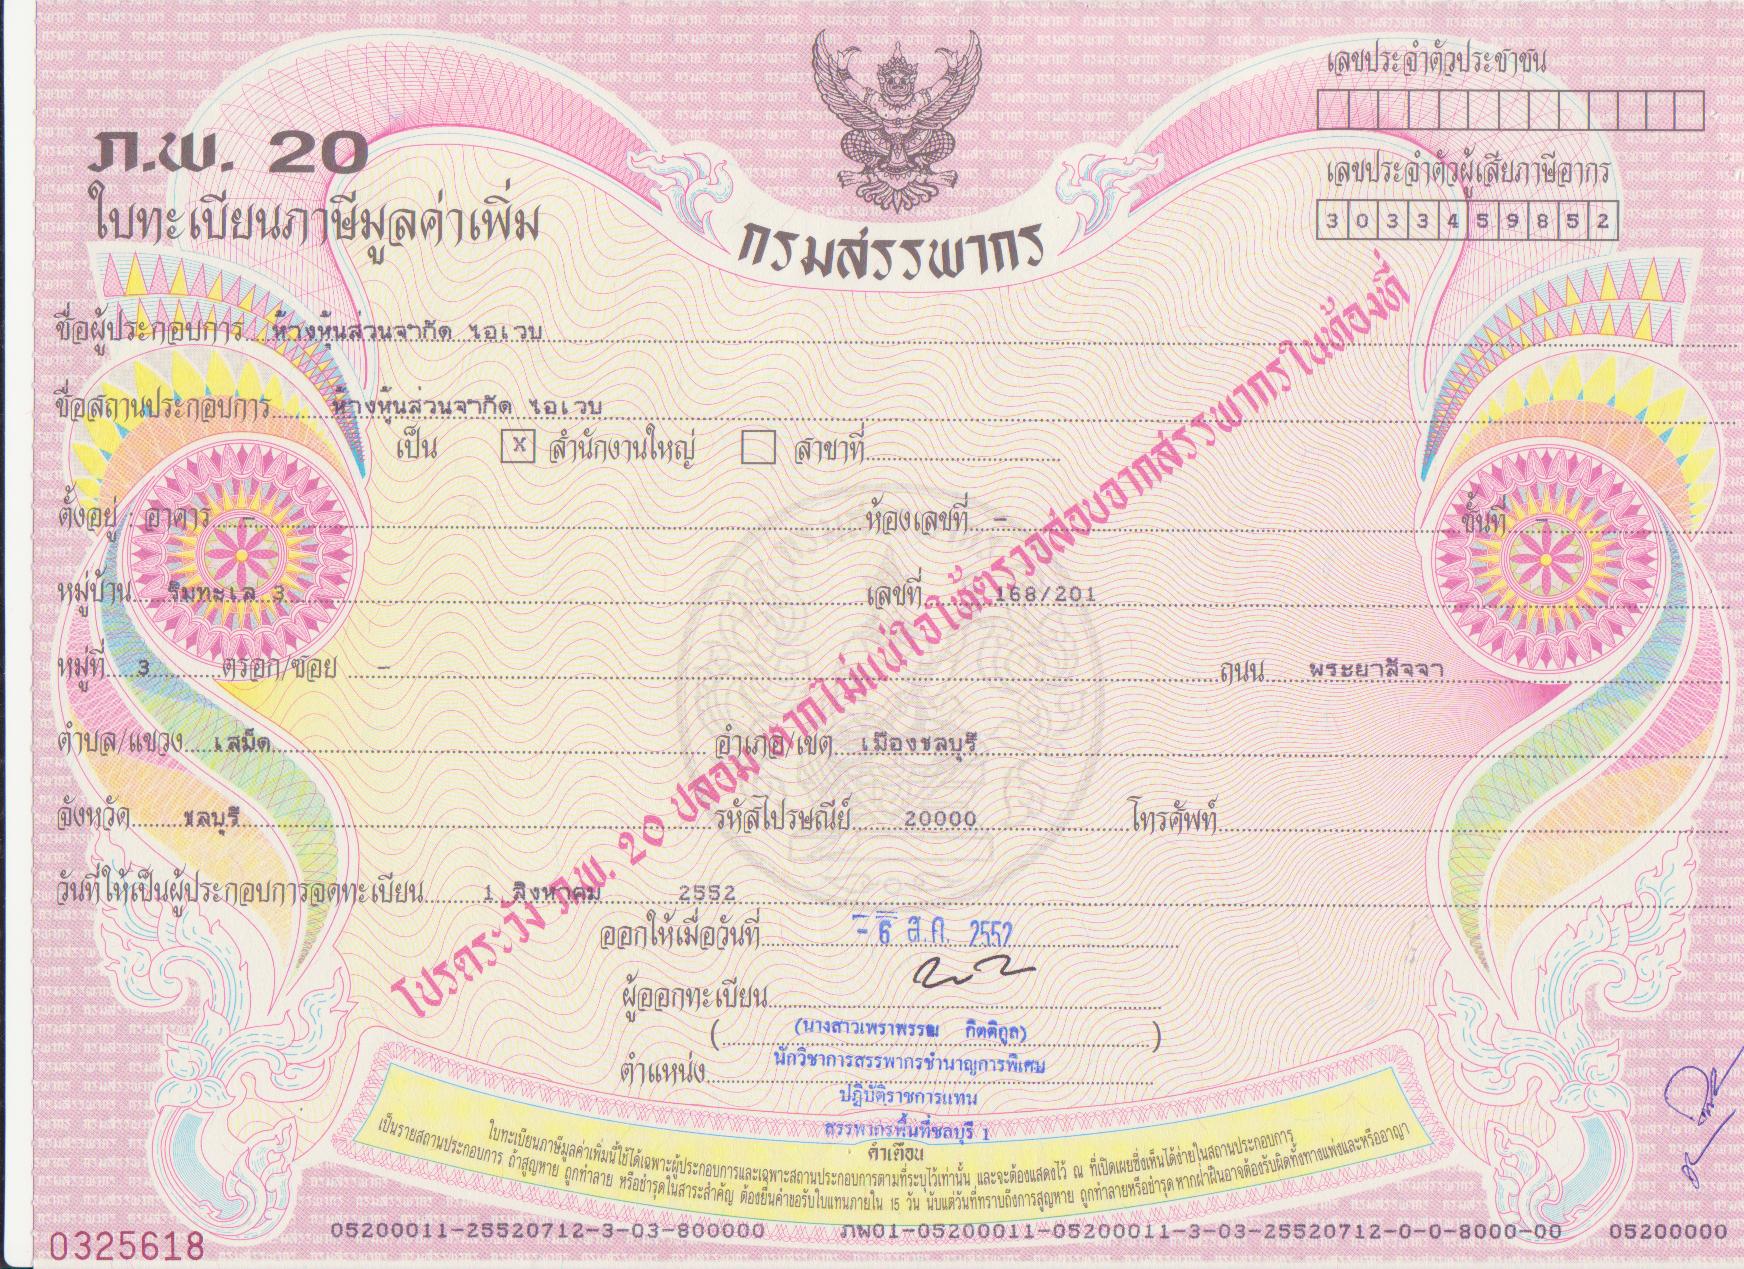 เลขประจำตัวประชาชน
ภ.พ. 20
เลขประจำตัวผู้เสียภาษีอากร
ใบทะเบียนภาษีมูลค่าเพิ่ม
3 0 3 3 4 5 9 8 5 2
กรมสรรพากร
ชื่อผู้ประกอบการ ห้างหุ้นส่วนจำกัด ไอเวบ
ชื่อสถานประกอบการ ห้างหุ้นส่วนจำกัด ไอเวบ
เป็น X สำนักงานใหญ่ สาขาที่
ตั้งอยู่ : อาคาร - ห้องเลขที่ - ชั้นที่ -
หมู่บ้าน ริมทะเล 3 เลขที่ 168/201
หมู่ที่ 3 ตรอก/ซอย - ถนน พระยาสัจจา
ตำบล/แขวง เสม็ด อำเภอ/เขต เมืองชลบุรี
จังหวัด ชลบุรี รหัสไปรษณีย์ 20000 โทรศัพท์
วันที่ให้เป็นผู้ประกอบการจดทะเบียน 1 สิงหาคม 2552
โปรดระวัง ภ.พ. 20 ปลอม หากไม่แน่ใจให้ตรวจสอบจากสรรพากรในท้องที่
ออกให้เมื่อวันที่ - 6 ส.ค. 2552
ผู้ออกทะเบียน
(นางสาวเพราพรรณ กิตติกูล)
ตำแหน่ง นักวิชาการสรรพากรชำนาญการพิเศษ
ปฏิบัติราชการแทน
สรรพากรพื้นที่ชลบุรี 1
คำเตือน
ใบทะเบียนภาษีมูลค่าเพิ่มนี้ใช้ได้เฉพาะผู้ประกอบการและเฉพาะสถานประกอบการตามที่ระบุไว้เท่านั้น และจะต้องแสดงไว้ ณ ที่เปิดเผยซึ่งเห็นได้ง่ายในสถานประกอบการ
เป็นรายสถานประกอบการ ถ้าสูญหาย ถูกทำลาย หรือชำรุดในสาระสำคัญ ต้องยื่นคำขอรับใบแทนภายใน 15 วัน นับแต่วันที่ทราบถึงการสูญหาย ถูกทำลายหรือชำรุด หากฝ่าฝืนอาจต้องรับผิดทั้งทางแพ่งและหรืออาญา
05200011-25520712-3-03-800000 ภพ01-05200011-05200011-3-03-25520712-0-0-8000-00 05200000
0325618